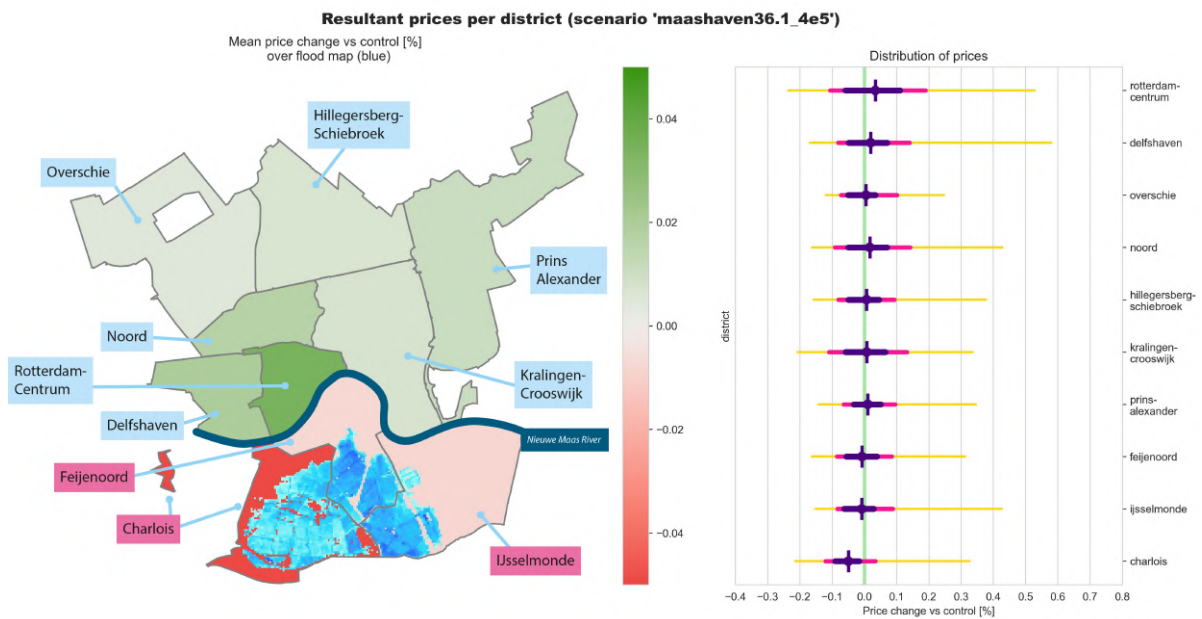 Resultant prices per district (scenario 'maashaven36.1_4e5')
Mean price change vs control [%]
over flood map (blue)
Hillegersberg-
Schiebroek
Overschie
Prins
Alexander
Noord
Rotterdam-
Centrum
Kralingen-
Crooswijk
Delfshaven
Nieuwe Maas River
Feijenoord
Charlois
IJsselmonde
0.04
0.02
0.00
−0.02
−0.04
Distribution of prices
rotterdam-
centrum
delfshaven
overschie
noord
hillegersberg-
schiebroek
kralingen-
crooswijk
prins-
alexander
feijenoord
ijsselmonde
charlois
district
−0.4 −0.3 −0.2 −0.1 0.0 0.1 0.2 0.3 0.4 0.5 0.6 0.7 0.8
Price change vs control [%]